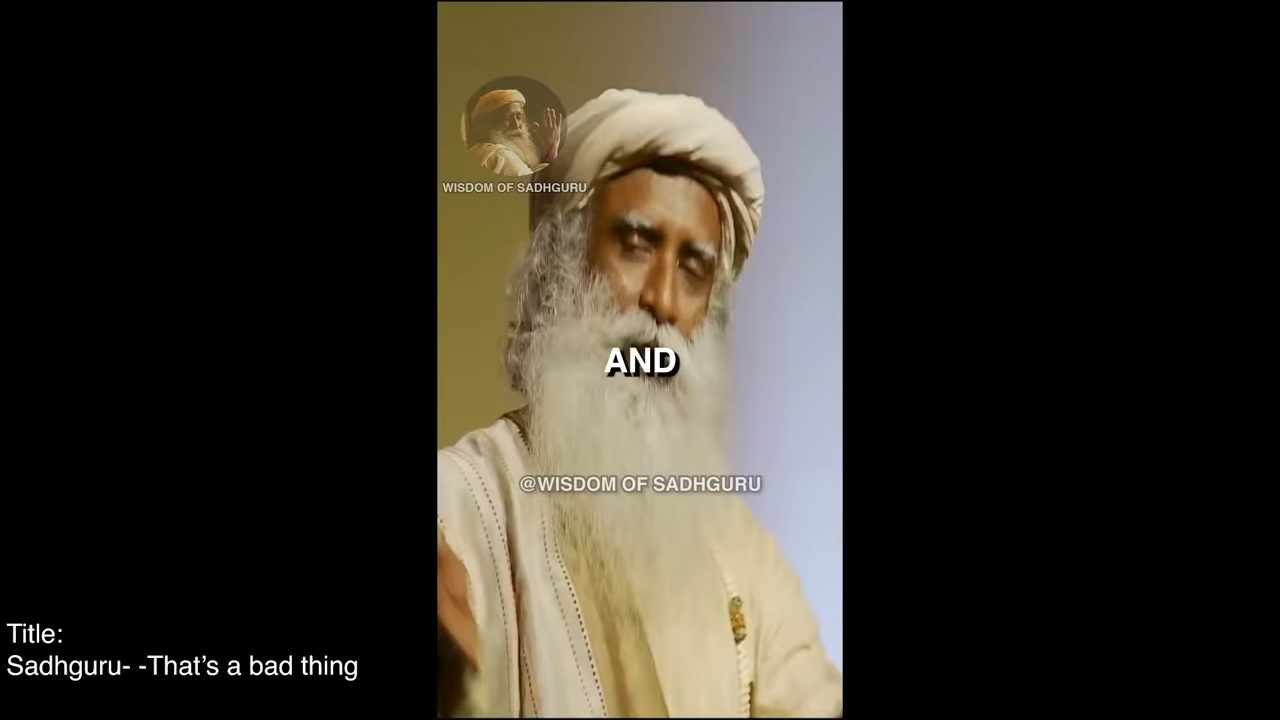 WISDOM OF SADHGURU
AND
@WISDOM OF SADHGURU
Title:
Sadhguru- -That’s a bad thing